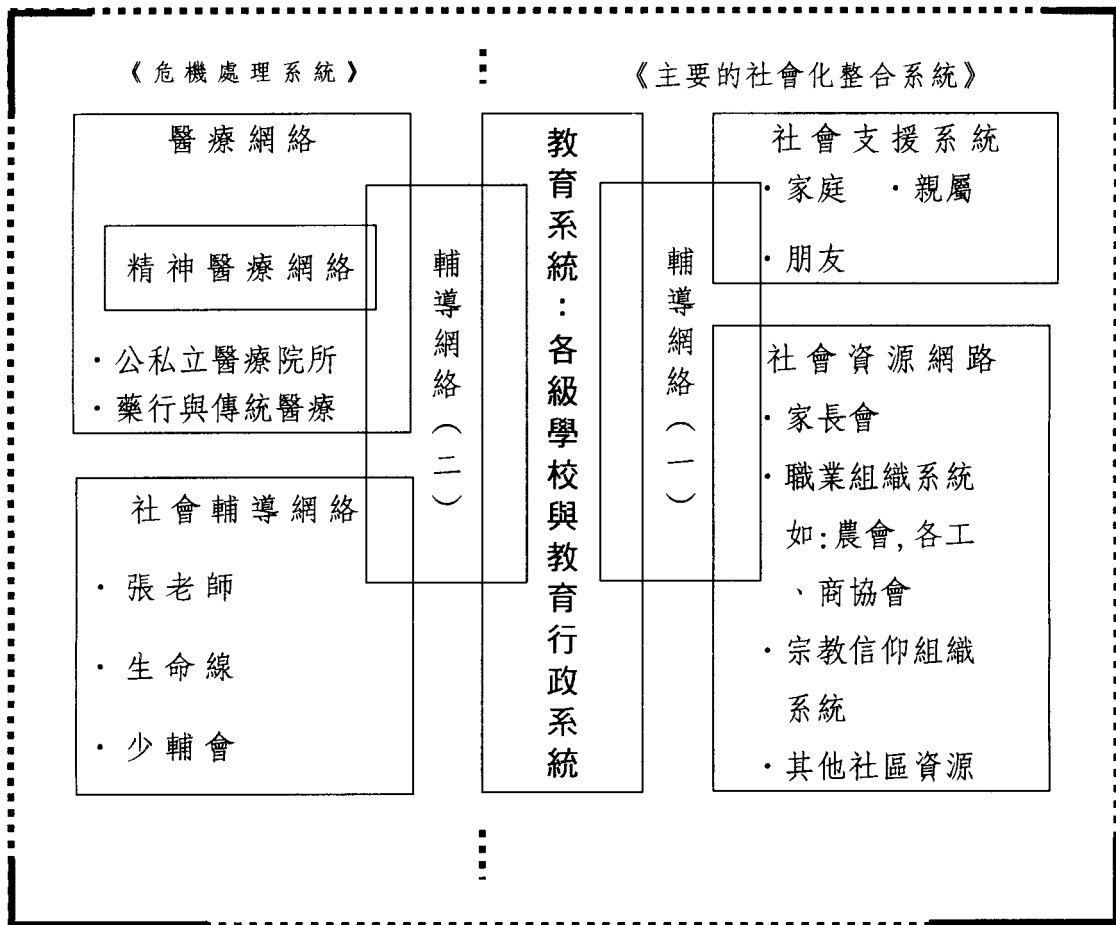 《危機處理系統》
醫療網絡
精神醫療網絡
・公私立醫療院所
・藥行與傳統醫療
社會輔導網絡
・張老師
・生命線
・少輔會
輔導網絡（二）
教育系統：各級學校與教育行政系統
輔導網絡（一）
《主要的社會化整合系統》
社會支援系統
・家庭 ・親屬
・朋友
社會資源網路
・家長會
・職業組織系統
如:農會,各工
、商協會
・宗教信仰組織
系統
・其他社區資源